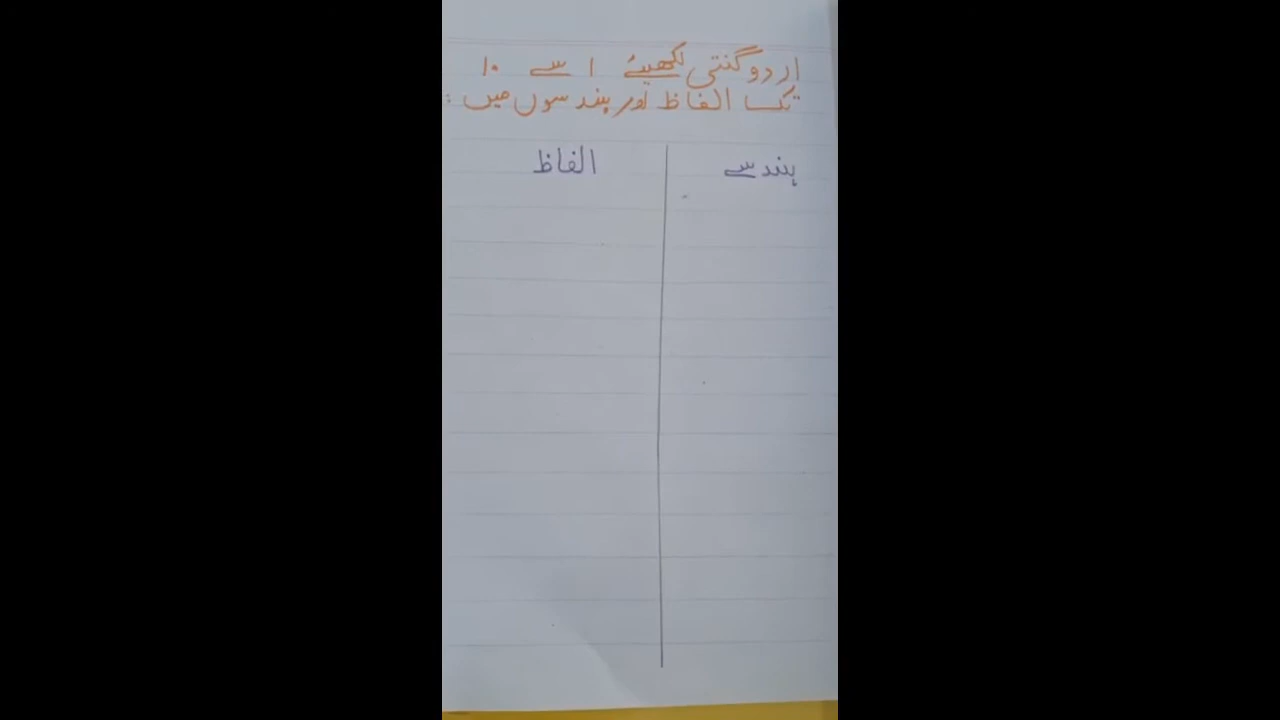 اردو گنتی لکھیئے ۱ سے ۱۰
تک الفاظ اور ہندسوں میں:
ہندسے الفاظ